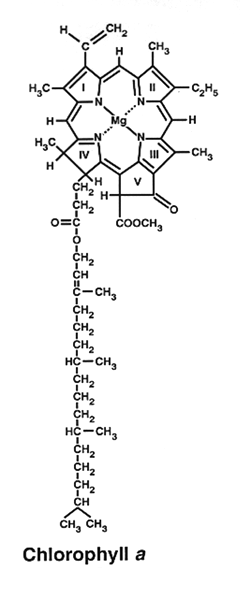 H CH₂
CH
H CH₃
H₃C I II C₂H₅
N N
H Mg H
H₃C N N
IV III CH₃
H H V
CH₂ H O
CH₂
O=C COOCH₃
O
CH₂
CH
C—CH₃
CH₂
CH₂
CH₂
HC—CH₃
CH₂
CH₂
CH₂
HC—CH₃
CH₂
CH₂
CH₂
CH
CH₃ CH₃
Chlorophyll a